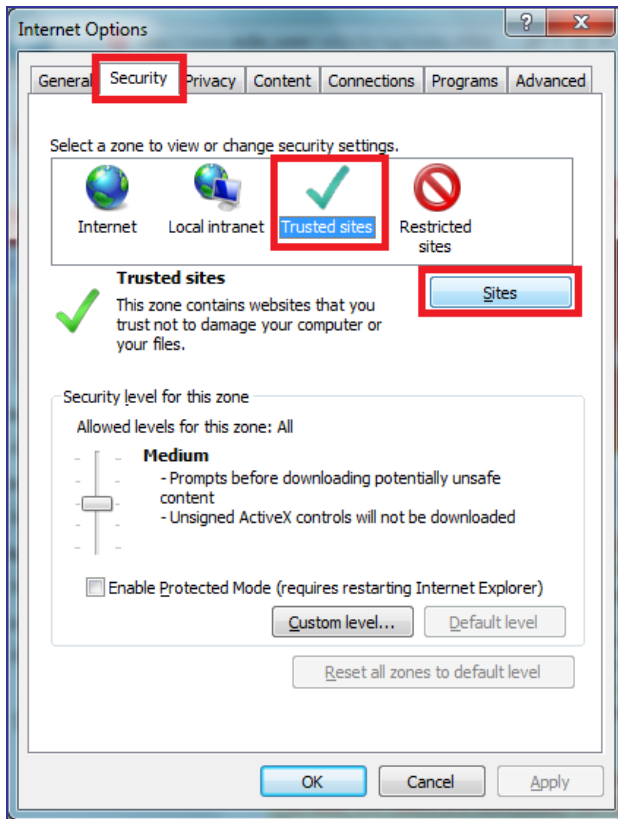 Internet Options
?
General Security Privacy Content Connections Programs Advanced
Select a zone to view or change security settings.
Internet Local intranet Trusted sites Restricted
sites
Trusted sites
This zone contains websites that you
trust not to damage your computer or
your files.
Sites
Security level for this zone
Allowed levels for this zone: All
Medium
- Prompts before downloading potentially unsafe
content
- Unsigned ActiveX controls will not be downloaded
Enable Protected Mode (requires restarting Internet Explorer)
Custom level... Default level
Reset all zones to default level
OK Cancel Apply